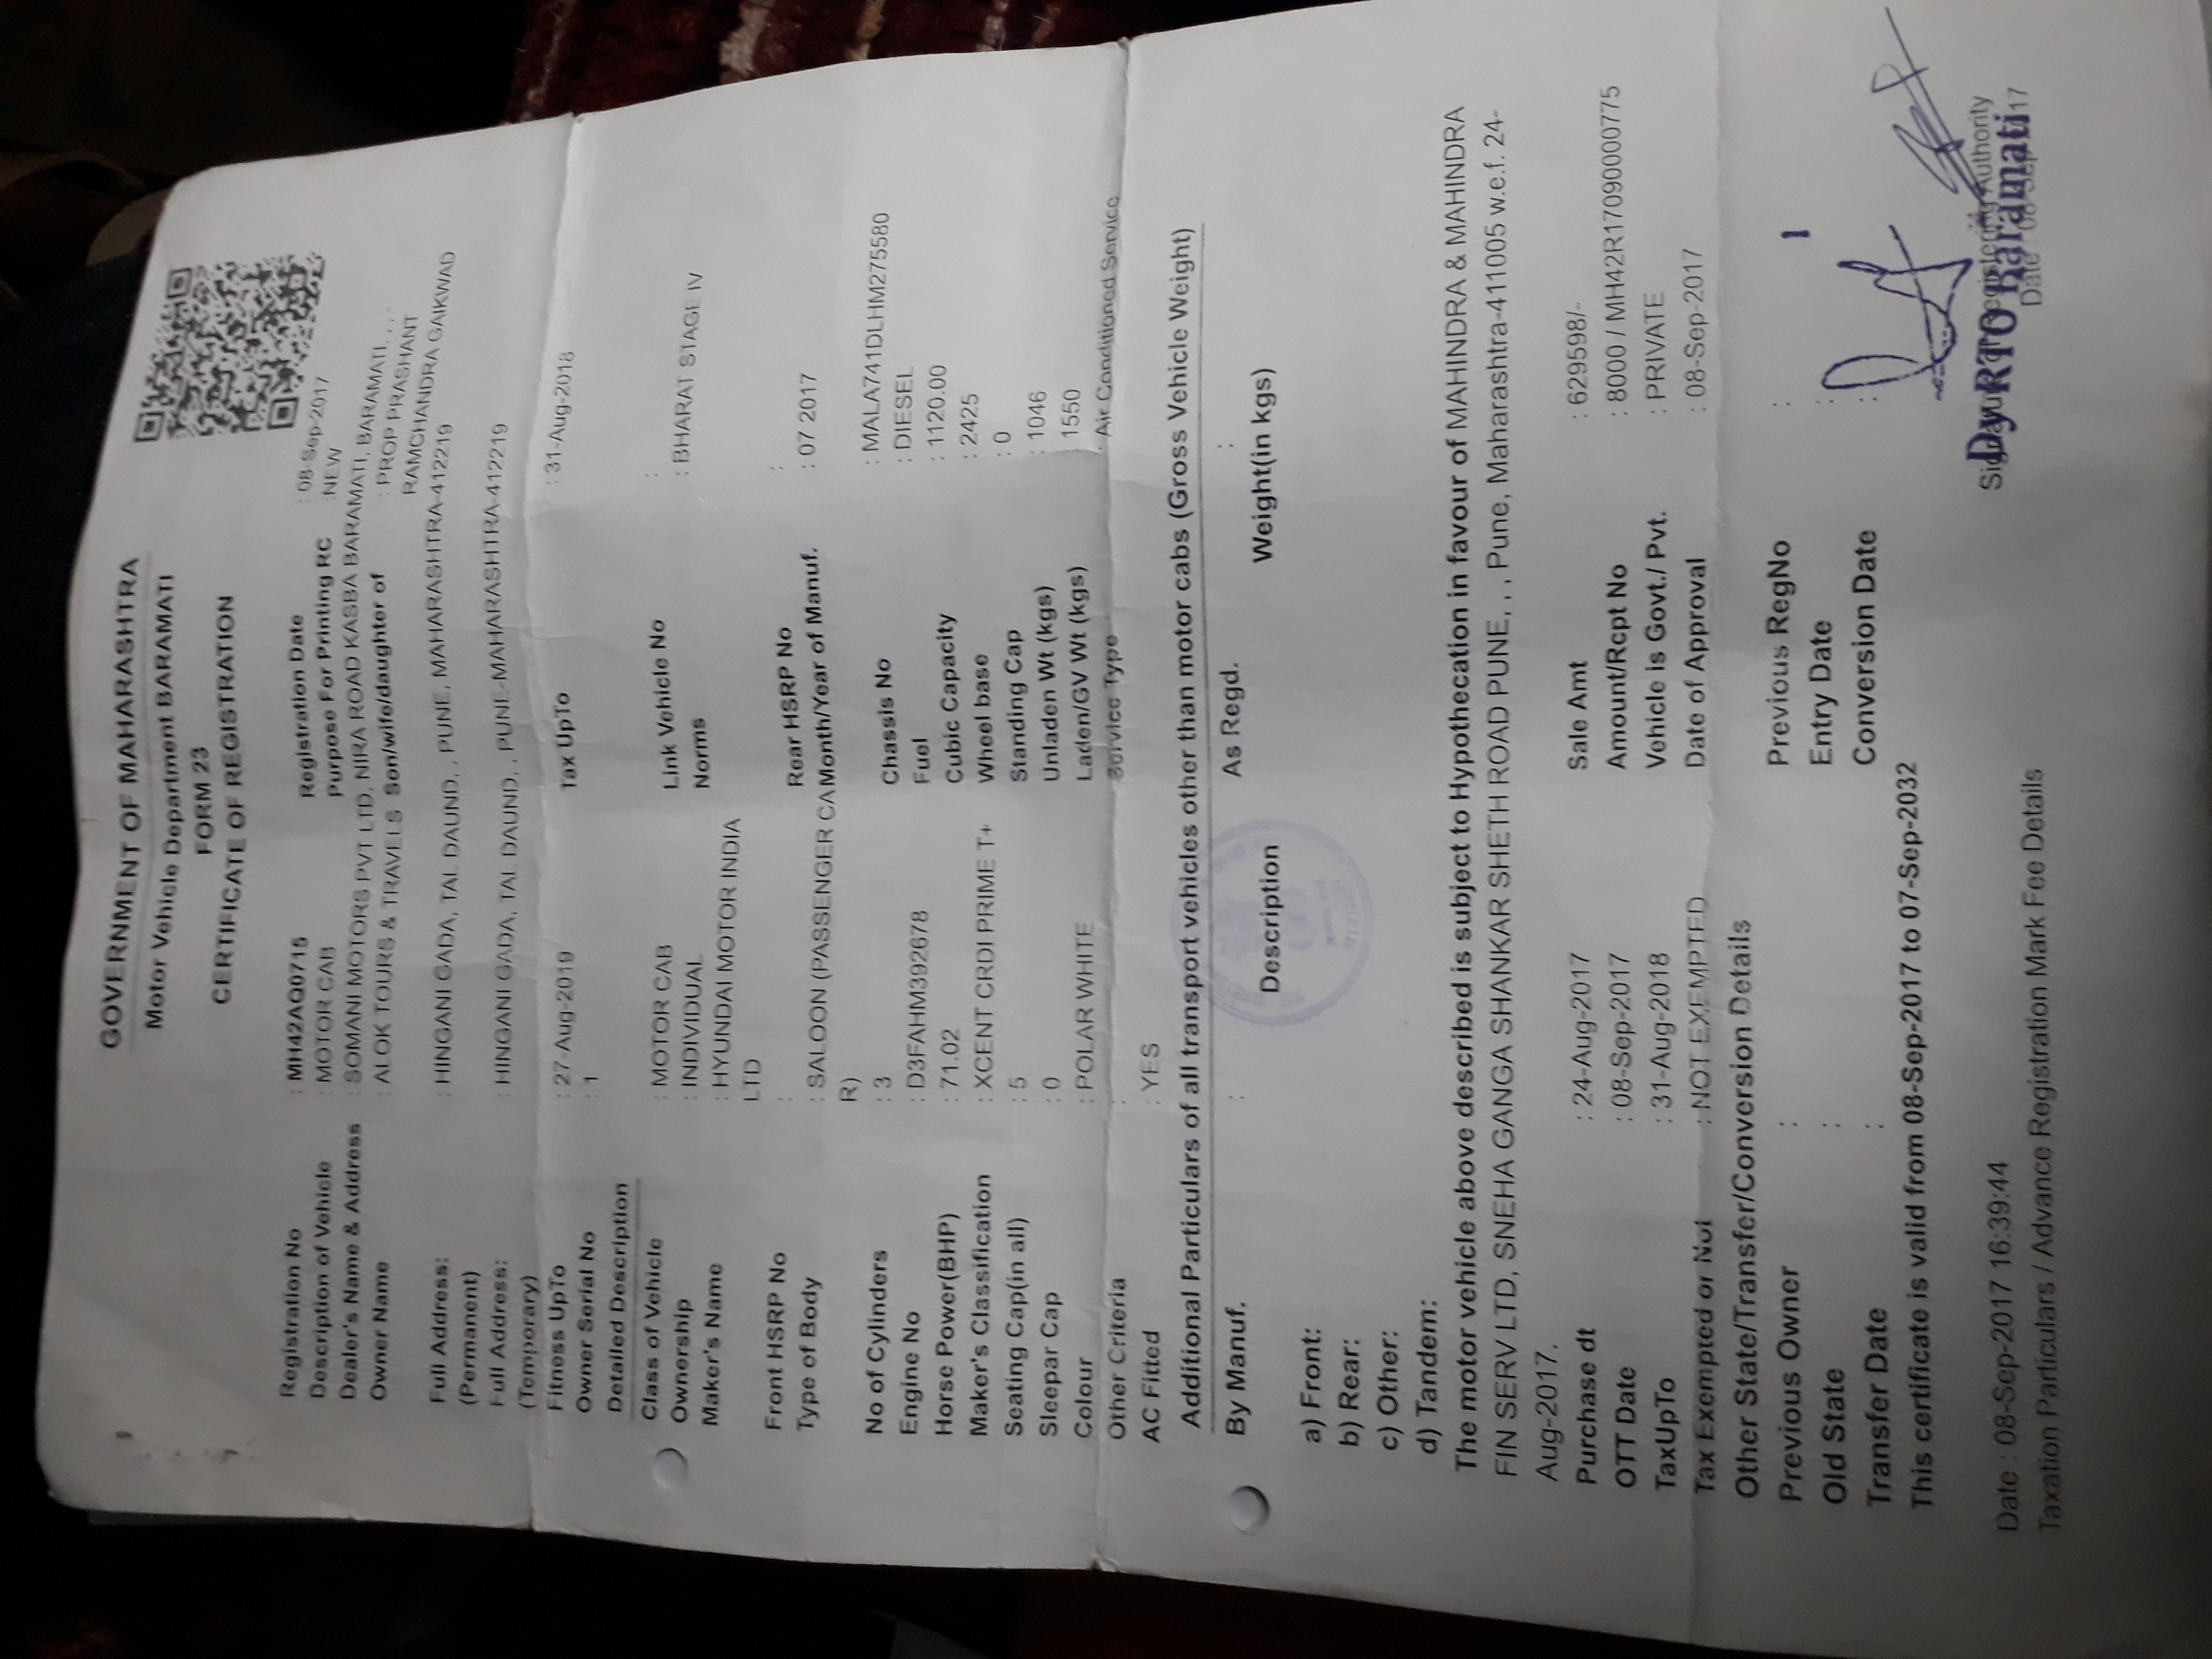 GOVERNMENT OF MAHARASHTRA
Motor Vehicle Department BARAMATI
FORM 23
CERTIFICATE OF REGISTRATION
Registration No : MH42AQ0715 Registration Date : 08-Sep-2017
Description of Vehicle : MOTOR CAB Purpose For Printing RC :NEW
Dealer's Name & Address : SOMANI MOTORS PVT LTD, NIRA ROAD KASBA BARAMATI, BARAMATI, , , -
Owner Name : ALOK TOURS & TRAVELS Son/wife/daughter of : PROP PRASHANT
RAMCHANDRA GAIKWAD
Full Address: : HINGANI GADA, TAL DAUND, , PUNE, MAHARASHTRA-412219
(Permanent)
Full Address: : HINGANI GADA, TAL DAUND, , PUNE-MAHARASHTRA-412219
(Temporary)
Fitness UpTo : 27-Aug-2019 Tax UpTo : 31-Aug-2018
Owner Serial No : 1
Detailed Description
Class of Vehicle : MOTOR CAB Link Vehicle No :
Ownership : INDIVIDUAL Norms : BHARAT STAGE IV
Maker's Name : HYUNDAI MOTOR INDIA
LTD
Front HSRP No : Rear HSRP No :
Type of Body : SALOON (PASSENGER CA Month/Year of Manuf. : 07 2017
R)
No of Cylinders : 3 Chassis No : MALA741DLHM275580
Engine No : D3FAHM392678 Fuel : DIESEL
Horse Power(BHP) : 71.02 Cubic Capacity : 1120.00
Maker's Classification : XCENT CRDI PRIME T+ Wheel base : 2425
Seating Cap(in all) : 5 Standing Cap : 0
Sleepar Cap : 0 Unladen Wt (kgs) : 1046
Colour : POLAR WHITE Laden/GV Wt (kgs) : 1550
Other Criteria : Service Type : Air Conditioned Service
AC Fitted : YES
Additional Particulars of all transport vehicles other than motor cabs (Gross Vehicle Weight)
By Manuf. : As Regd. :
Description Weight(in kgs)
a) Front:
b) Rear:
c) Other:
d) Tandem:
The motor vehicle above described is subject to Hypothecation in favour of MAHINDRA & MAHINDRA
FIN SERV LTD, SNEHA GANGA SHANKAR SHETH ROAD PUNE, , , Pune, Maharashtra-411005 w.e.f. 24-
Aug-2017.
Purchase dt : 24-Aug-2017 Sale Amt : 629598/-
OTT Date : 08-Sep-2017 Amount/Rcpt No : 8000 / MH42R17090000775
TaxUpTo : 31-Aug-2018 Vehicle is Govt./ Pvt. : PRIVATE
Tax Exempted or Not : NOT EXEMPTED Date of Approval : 08-Sep-2017
Other State/Transfer/Conversion Details
Previous Owner : Previous RegNo :
Old State : Entry Date :
Transfer Date : Conversion Date :
This certificate is valid from 08-Sep-2017 to 07-Sep-2032
Date : 08-Sep-2017 16:39:44 Signature of Registering Authority
Dy RTO Baramati
Taxation Particulars / Advance Registration Mark Fee Details Date : 08-Sep-2017